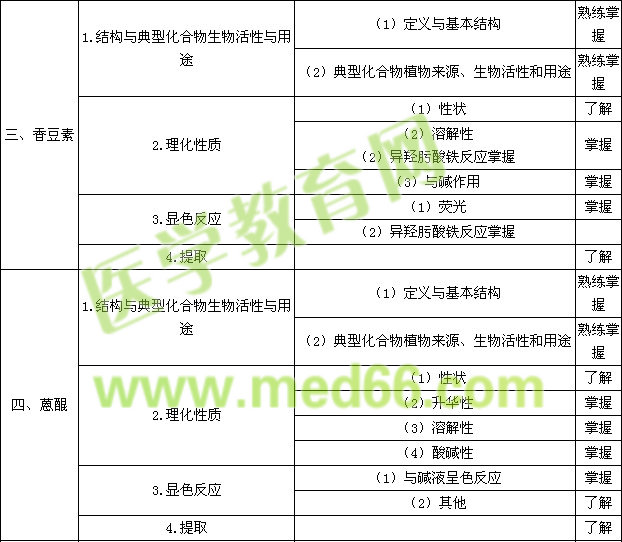 三、香豆素
1.结构与典型化合物生物活性与用
途
（1）定义与基本结构
熟练掌
握
（2）典型化合物植物来源、生物活性和用途
熟练掌
握
2.理化性质
（1）性状
了解
（2）溶解性
（2）异羟肟酸铁反应掌握
掌握
（3）与碱作用
掌握
3.显色反应
（1）荧光
掌握
（2）异羟肟酸铁反应掌握
4.提取
了解
四、蒽醌
1.结构与典型化合物生物活性与用
途
（1）定义与基本结构
熟练掌
握
（2）典型化合物植物来源、生物活性和用途
熟练掌
握
2.理化性质
（1）性状
了解
（2）升华性
掌握
（3）溶解性
掌握
（4）酸碱性
掌握
3.显色反应
（1）与碱液呈色反应
掌握
（2）其他
了解
4.提取
了解
医学教育网
www.med66.com